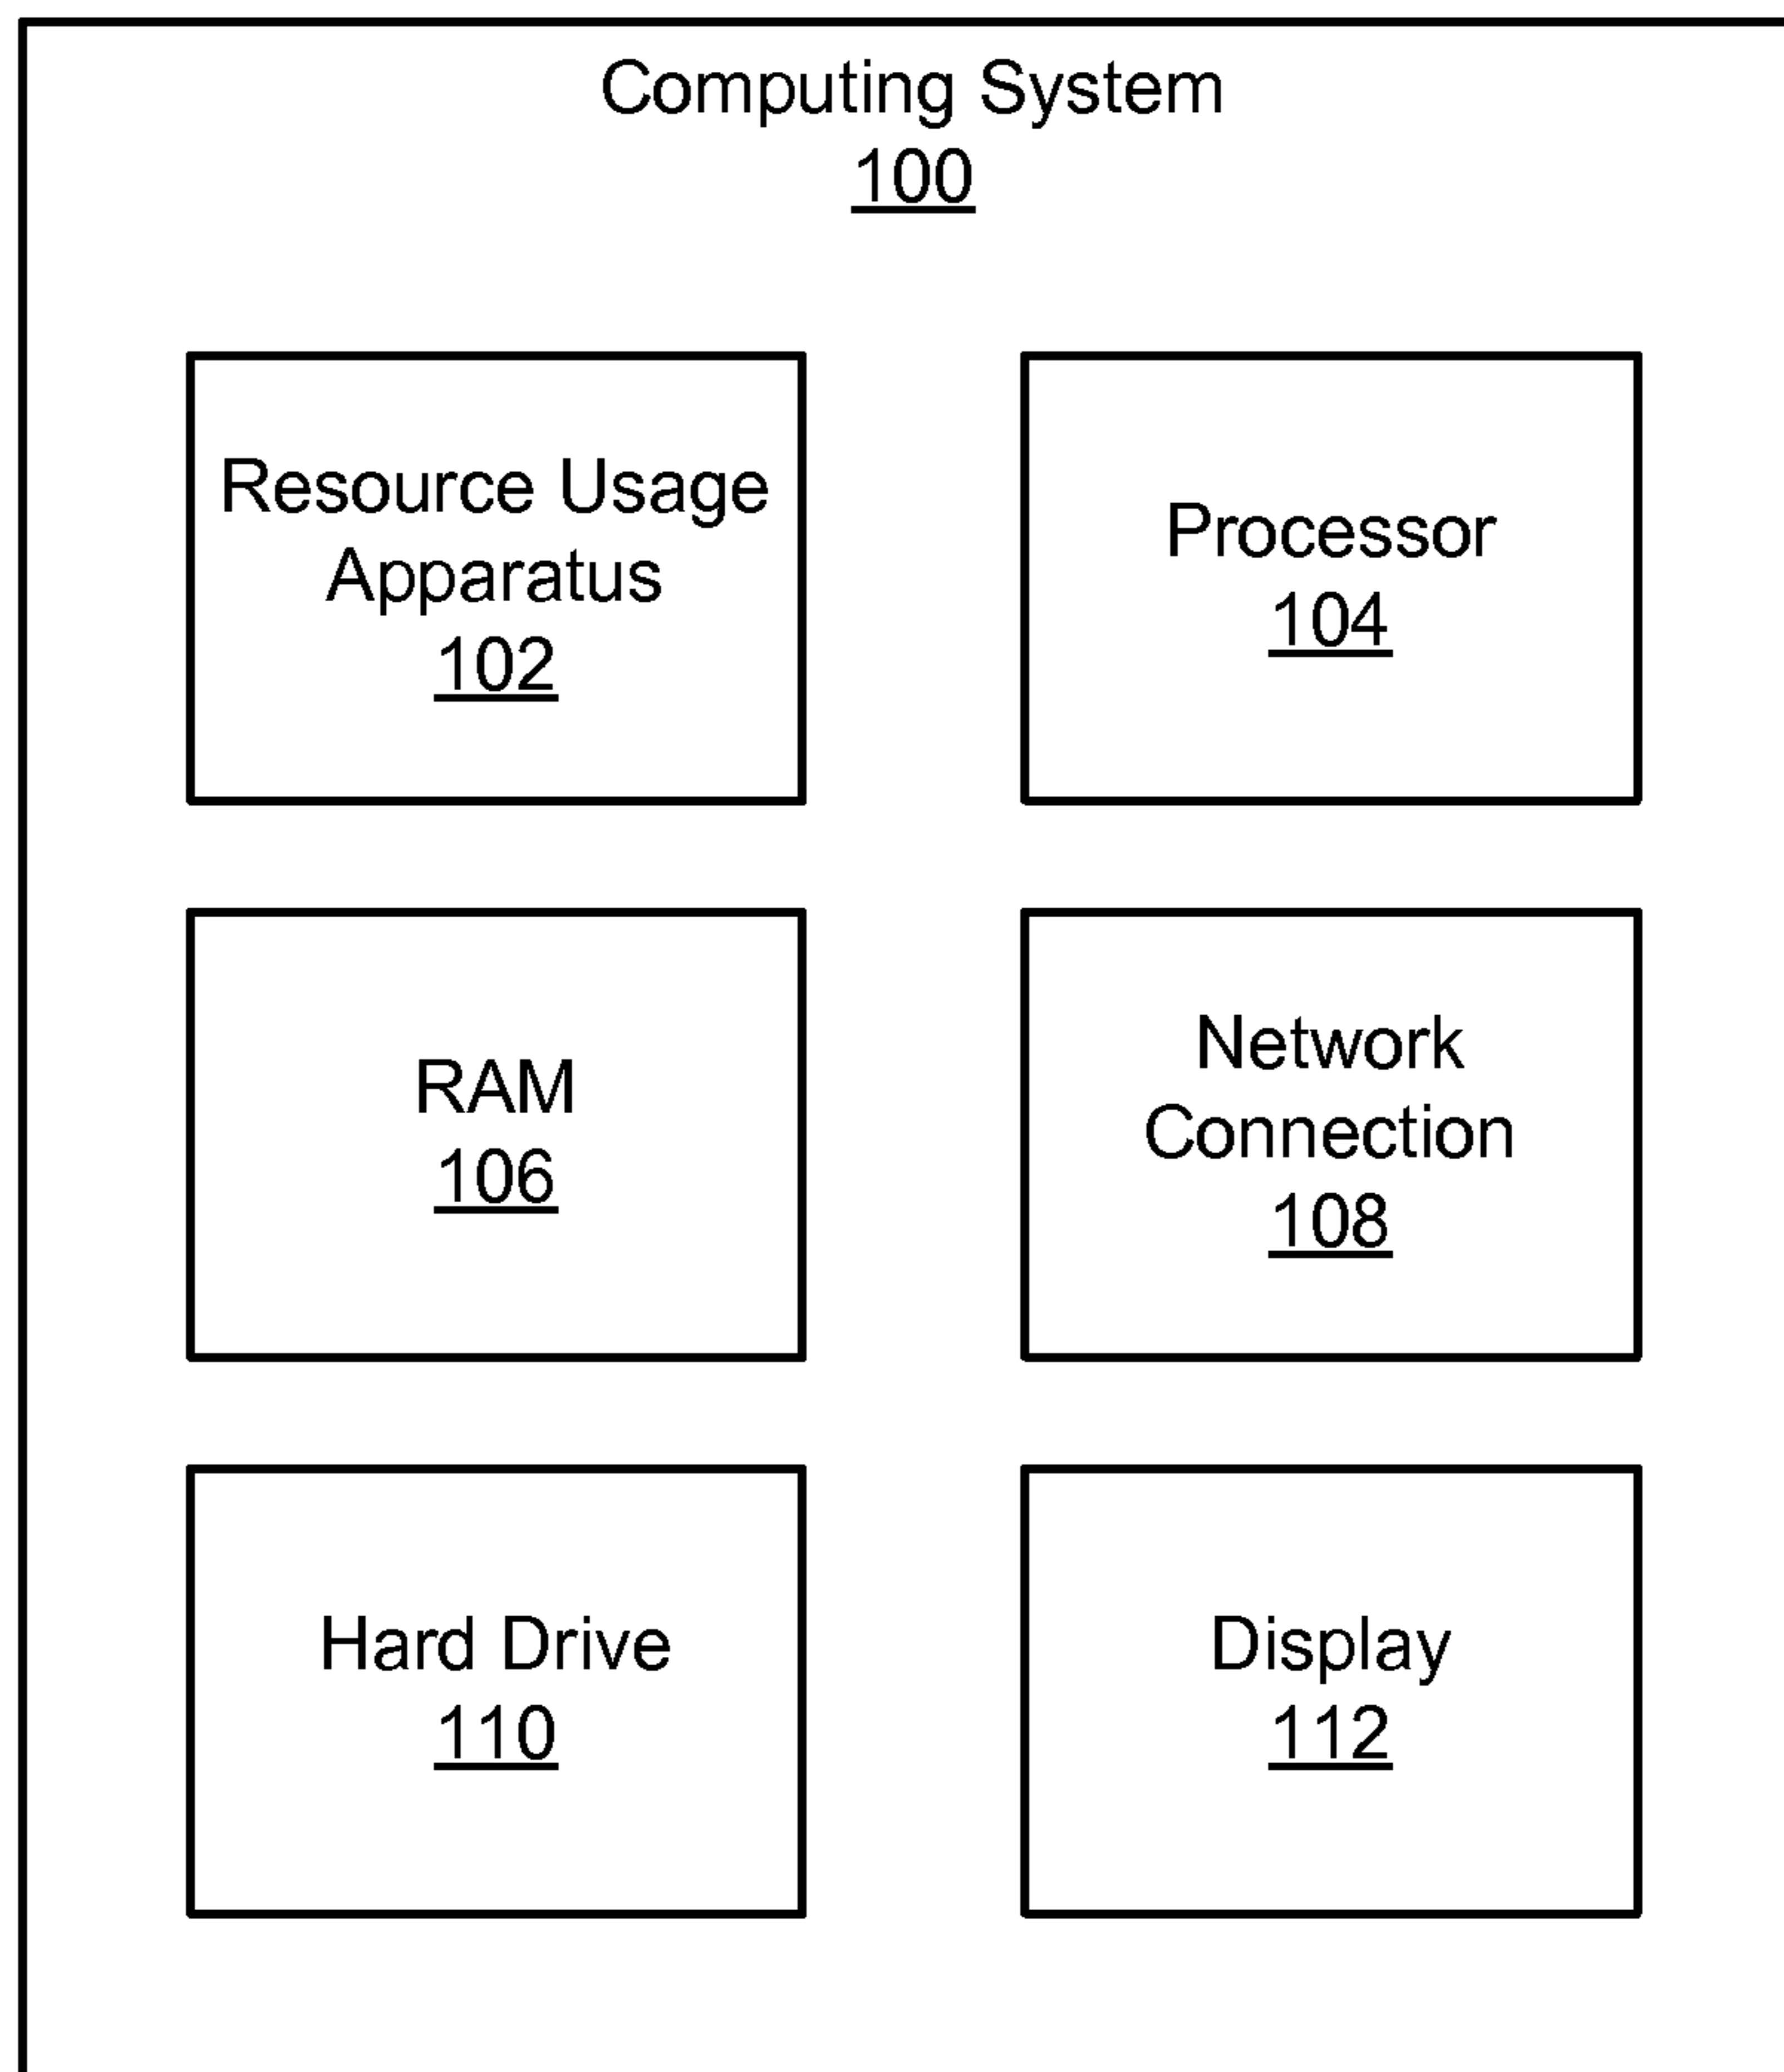 Computing System
100
Resource Usage
Apparatus
102
Processor
104
RAM
106
Network
Connection
108
Hard Drive
110
Display
112